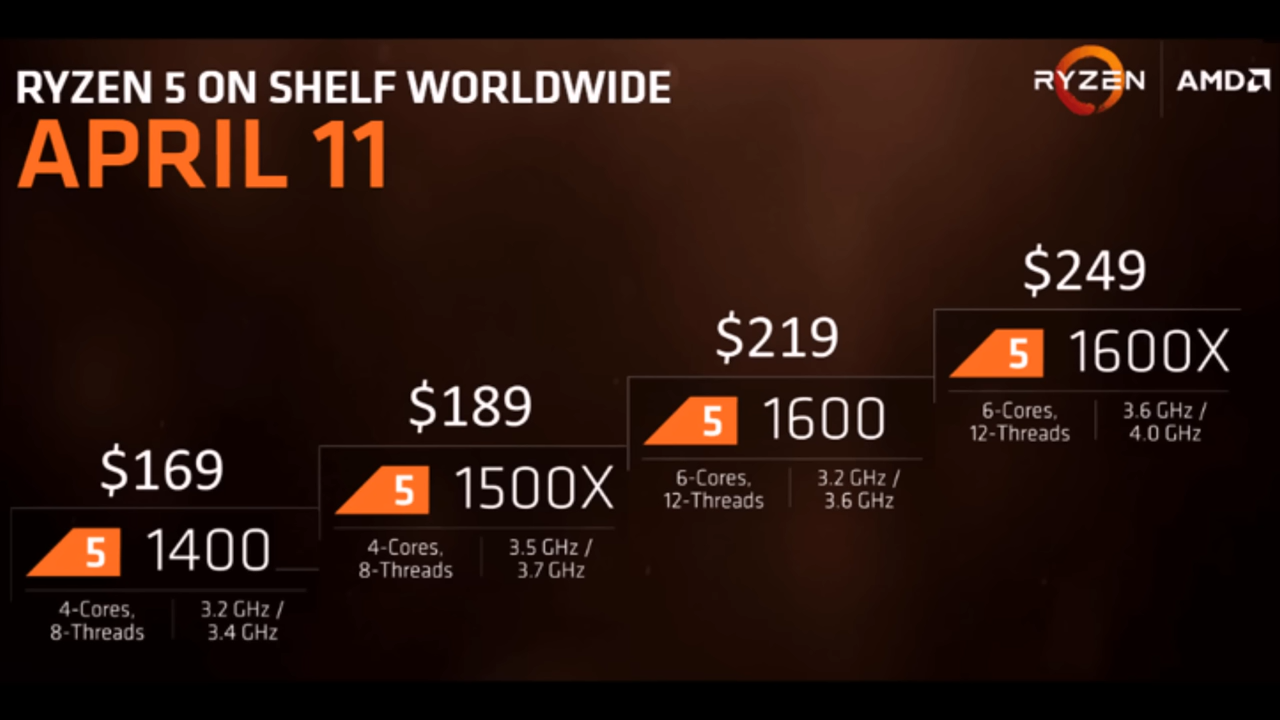 RYZEN 5 ON SHELF WORLDWIDE
APRIL 11
RYZEN
AMD
$169
5 1400
4-Cores,
8-Threads
3.2 GHz /
3.4 GHz
$189
5 1500X
4-Cores,
8-Threads
3.5 GHz /
3.7 GHz
$219
5 1600
6-Cores,
12-Threads
3.2 GHz /
3.6 GHz
$249
5 1600X
6-Cores,
12-Threads
3.6 GHz /
4.0 GHz